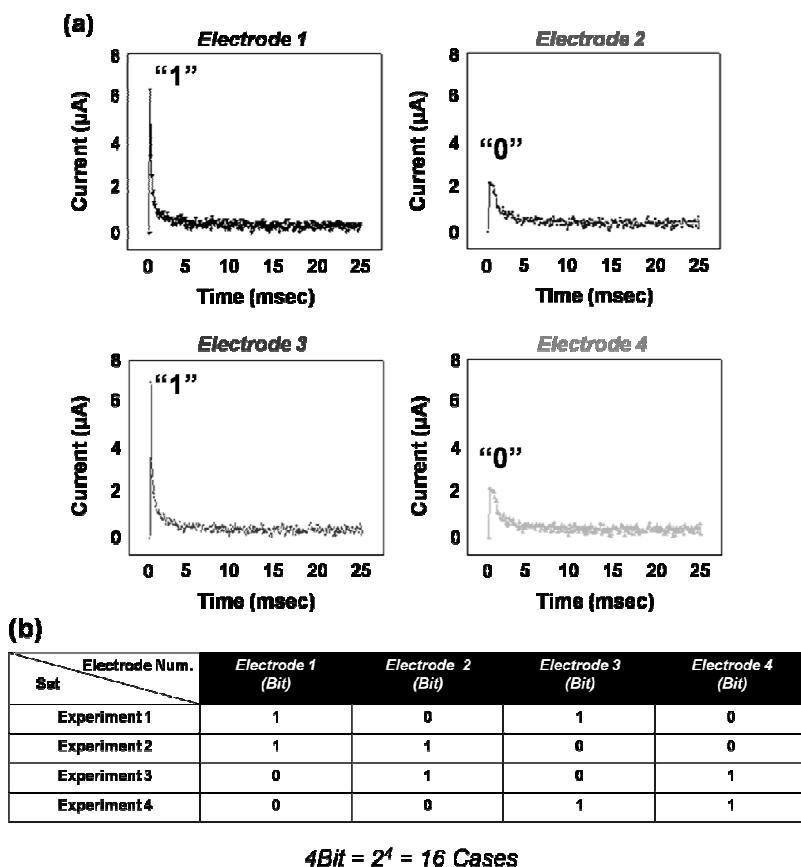 (a)
Electrode 1
Electrode 2
8
6
4
2
0
Current (µA)
"1"
0 5 10 15 20 25
Time (msec)
8
6
4
2
0
Current (µA)
"0"
0 5 10 15 20 25
Time (msec)
Electrode 3
Electrode 4
8
6
4
2
0
Current (µA)
"1"
0 5 10 15 20 25
Time (msec)
8
6
4
2
0
Current (µA)
"0"
0 5 10 15 20 25
Time (msec)
(b)
Electrode Num.
Set
Electrode 1 (Bit)
Electrode 2 (Bit)
Electrode 3 (Bit)
Electrode 4 (Bit)
Experiment 1 1 0 1 0
Experiment 2 1 1 0 0
Experiment 3 0 1 0 1
Experiment 4 0 0 1 1
4Bit = 2⁴ = 16 Cases